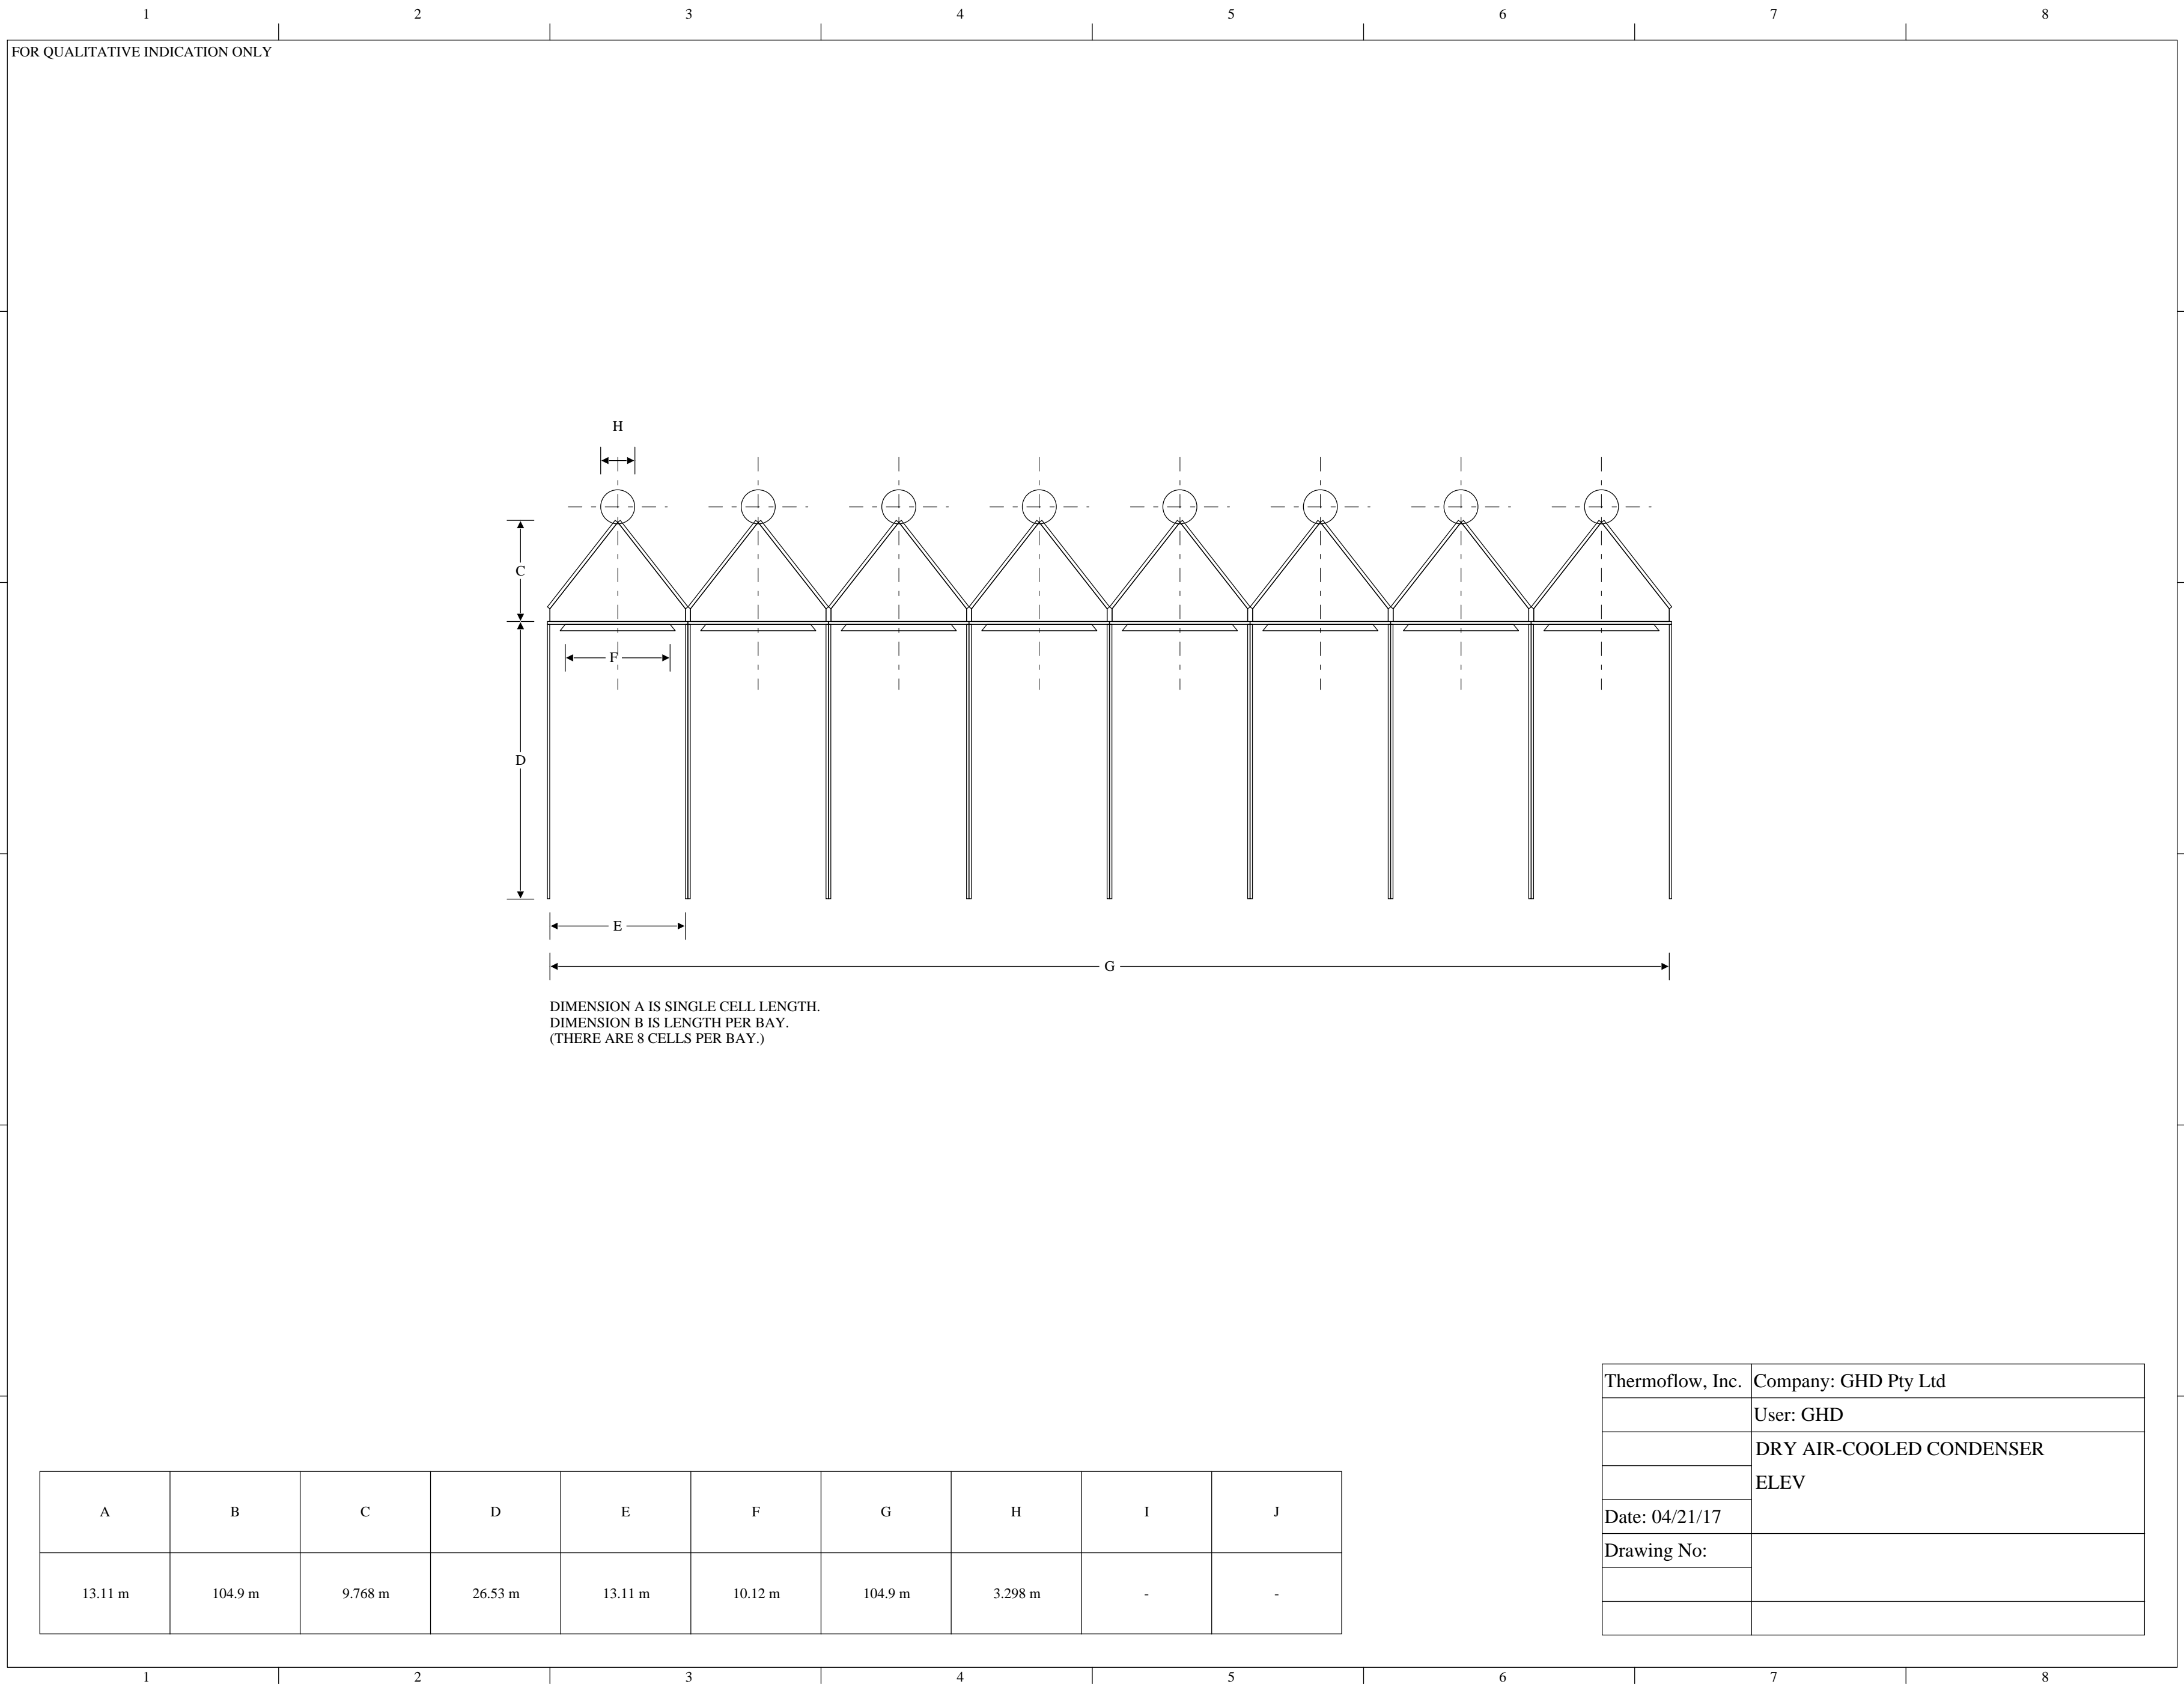 1 2 3 4 5 6 7 8
FOR QUALITATIVE INDICATION ONLY
H
C
F
D
E
G
DIMENSION A IS SINGLE CELL LENGTH.
DIMENSION B IS LENGTH PER BAY.
(THERE ARE 8 CELLS PER BAY.)
Thermoflow, Inc. Company: GHD Pty Ltd
User: GHD
DRY AIR-COOLED CONDENSER
ELEV
Date: 04/21/17
Drawing No:
A B C D E F G H I J
13.11 m 104.9 m 9.768 m 26.53 m 13.11 m 10.12 m 104.9 m 3.298 m - -
1 2 3 4 5 6 7 8